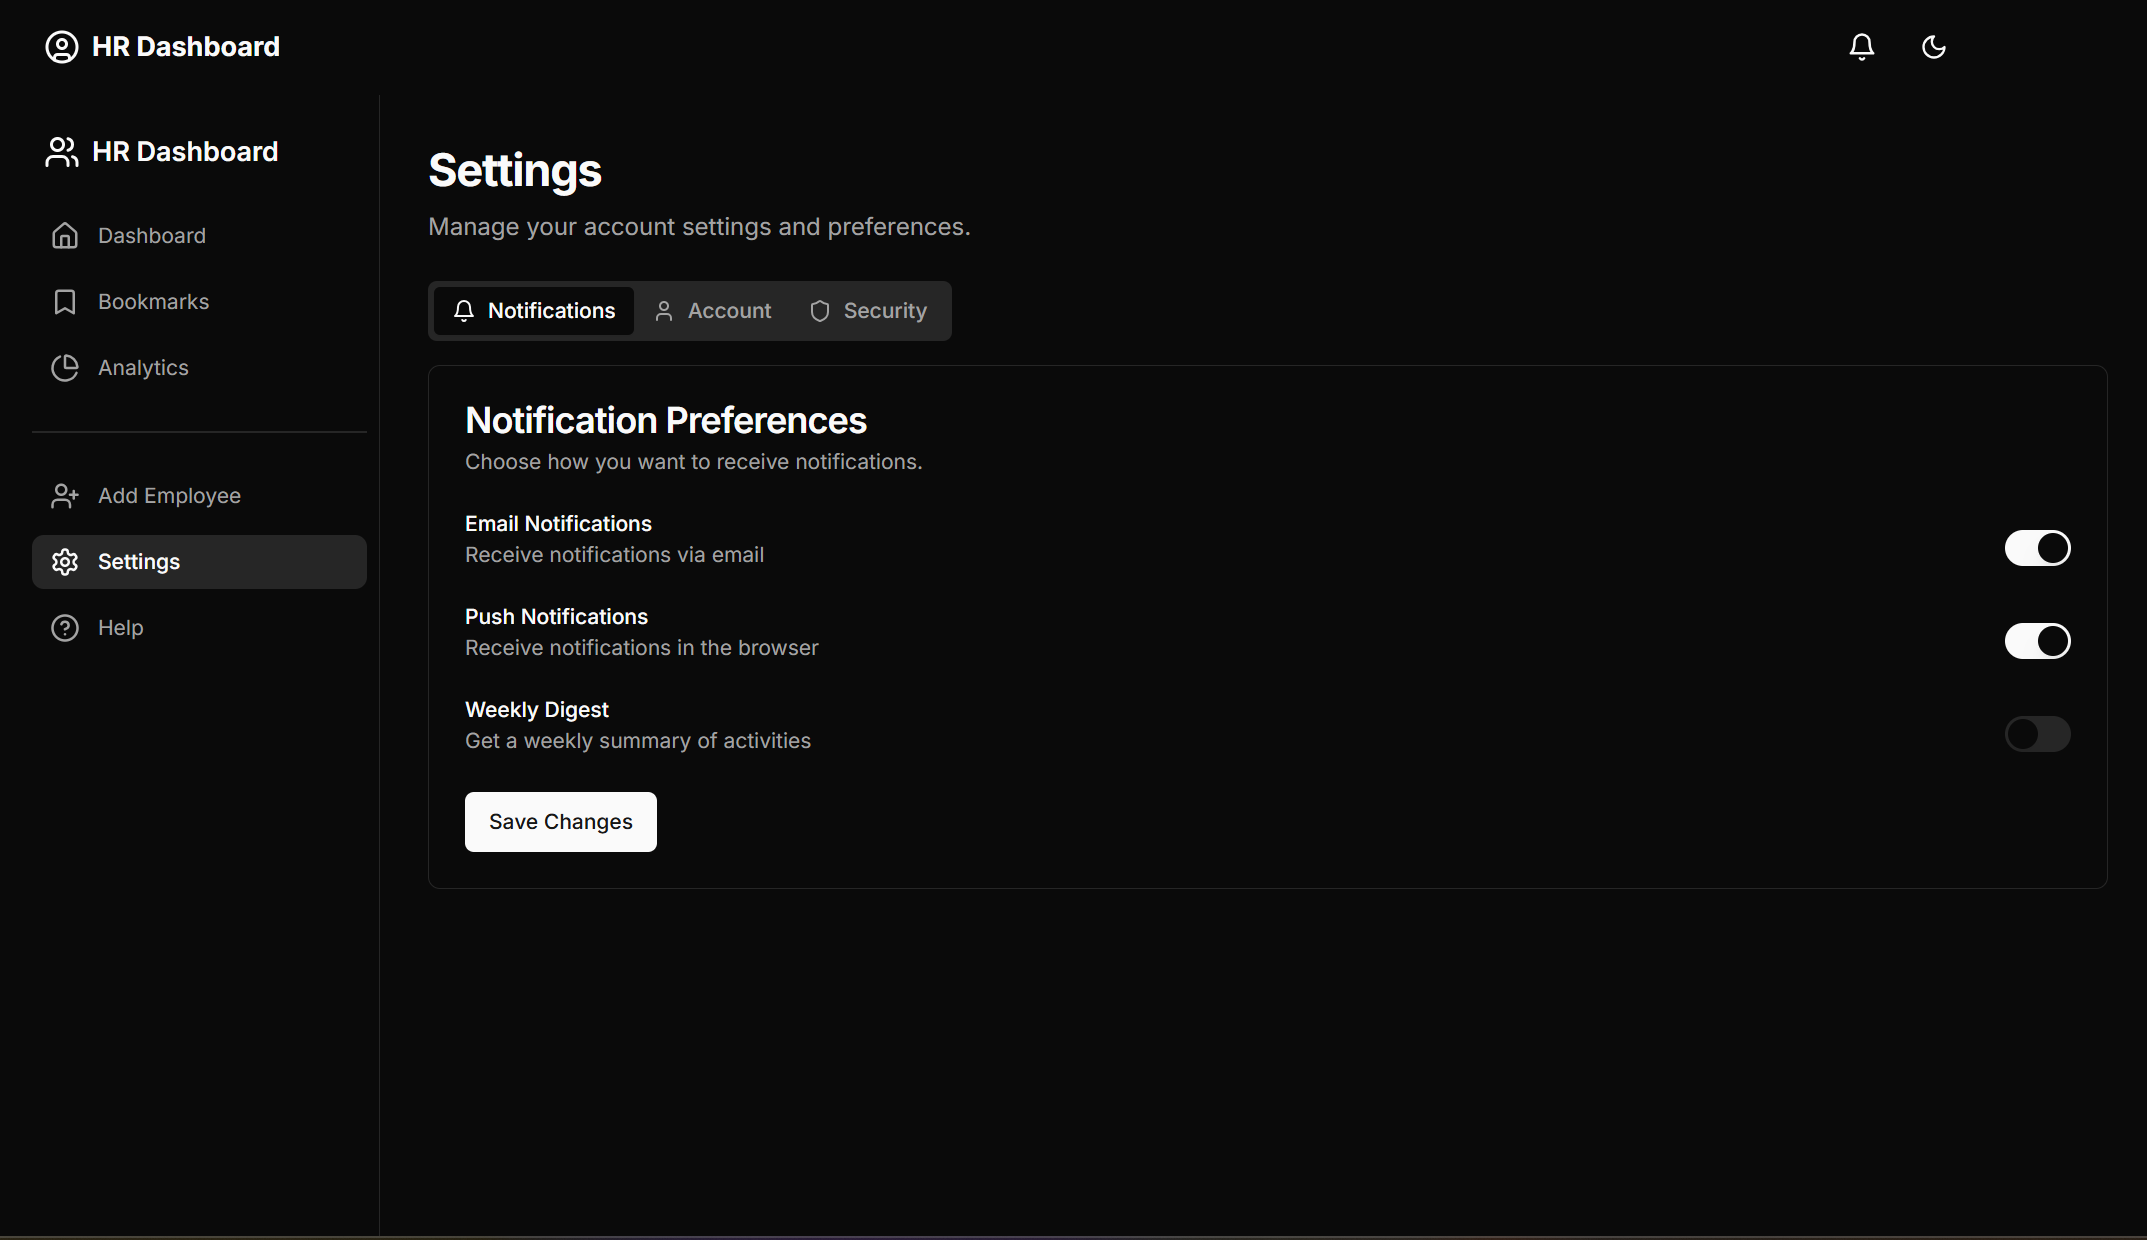 HR Dashboard
HR Dashboard
Dashboard
Bookmarks
Analytics
Add Employee
Settings
Help
Settings
Manage your account settings and preferences.
Notifications
Account
Security
Notification Preferences
Choose how you want to receive notifications.
Email Notifications
Receive notifications via email
Push Notifications
Receive notifications in the browser
Weekly Digest
Get a weekly summary of activities
Save Changes